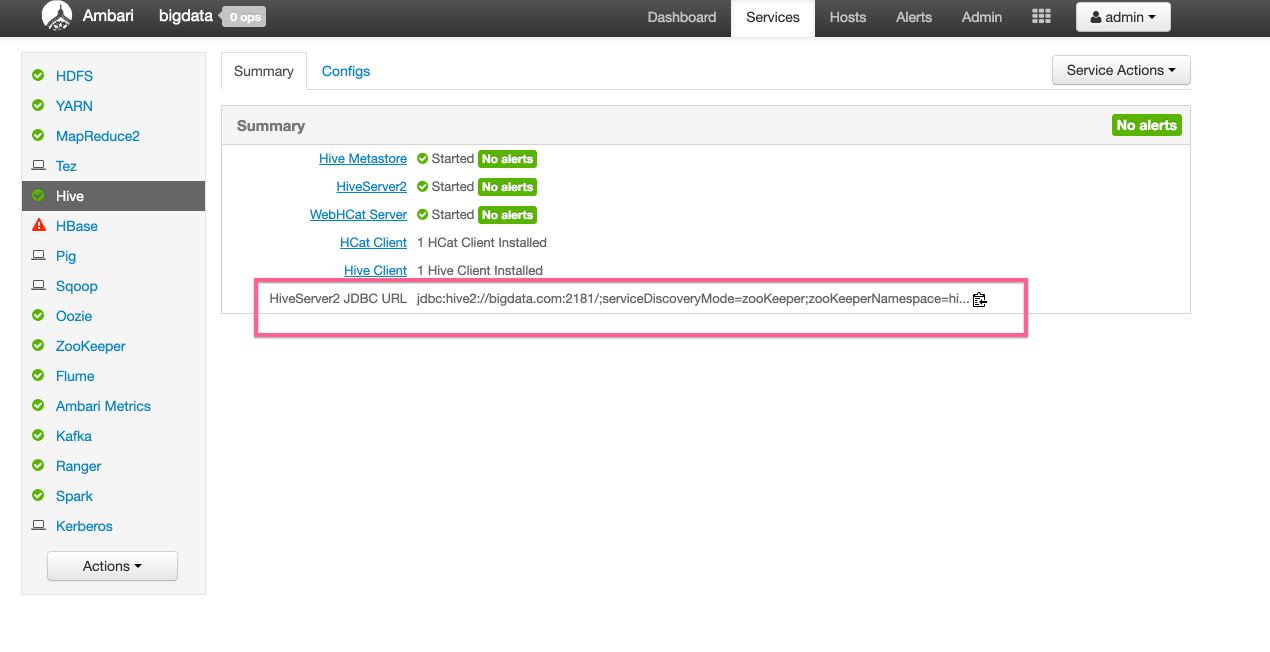 Ambari bigdata 0 ops Dashboard Services Hosts Alerts Admin admin
HDFS
YARN
MapReduce2
Tez
Hive
HBase
Pig
Sqoop
Oozie
ZooKeeper
Flume
Ambari Metrics
Kafka
Ranger
Spark
Kerberos
Actions
Summary Configs Service Actions
Summary No alerts
Hive Metastore Started No alerts
HiveServer2 Started No alerts
WebHCat Server Started No alerts
HCat Client 1 HCat Client Installed
Hive Client 1 Hive Client Installed
HiveServer2 JDBC URL jdbc:hive2://bigdata.com:2181/;serviceDiscoveryMode=zooKeeper;zooKeeperNamespace=hi...